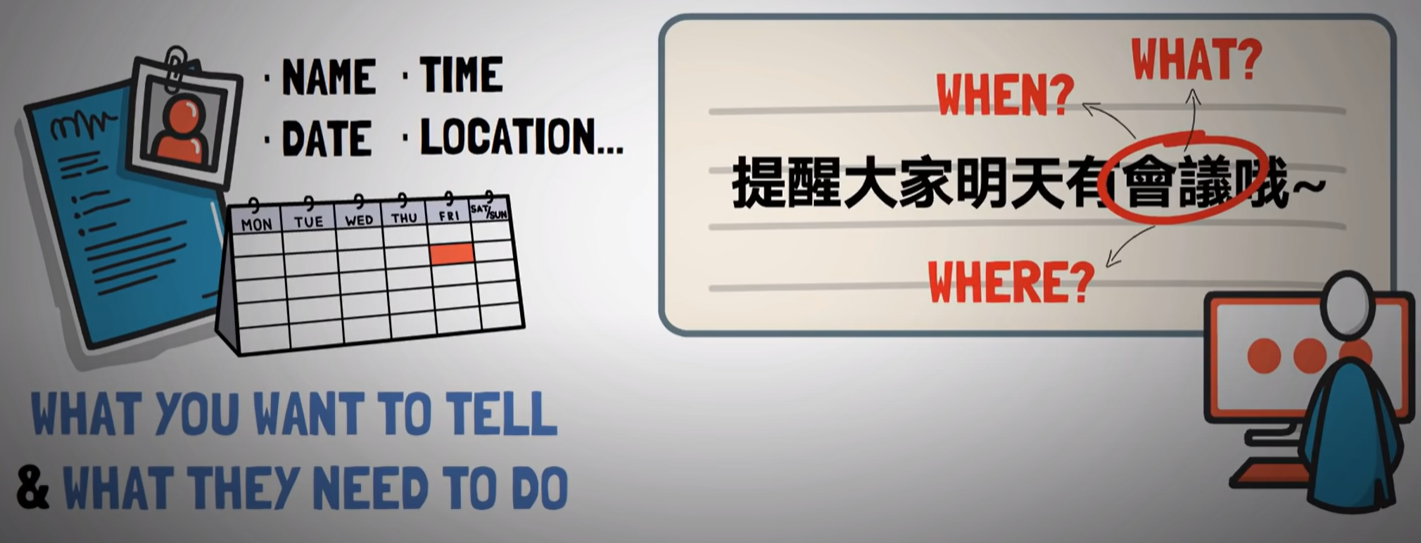 · NAME · TIME
· DATE · LOCATION...
MON TUE WED THU FRI SAT/SUN
WHAT YOU WANT TO TELL
& WHAT THEY NEED TO DO
WHAT?
WHEN?
提醒大家明天有會議哦~
WHERE?